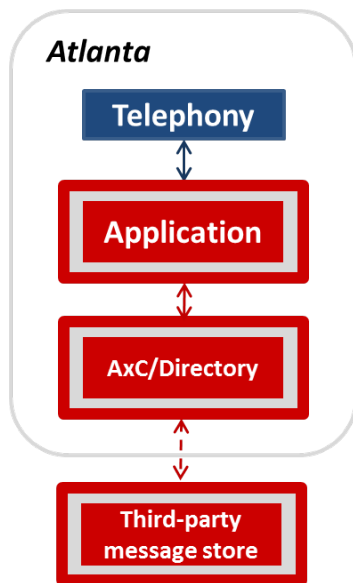 Atlanta
Telephony
Application
AxC/Directory
Third-party
message store